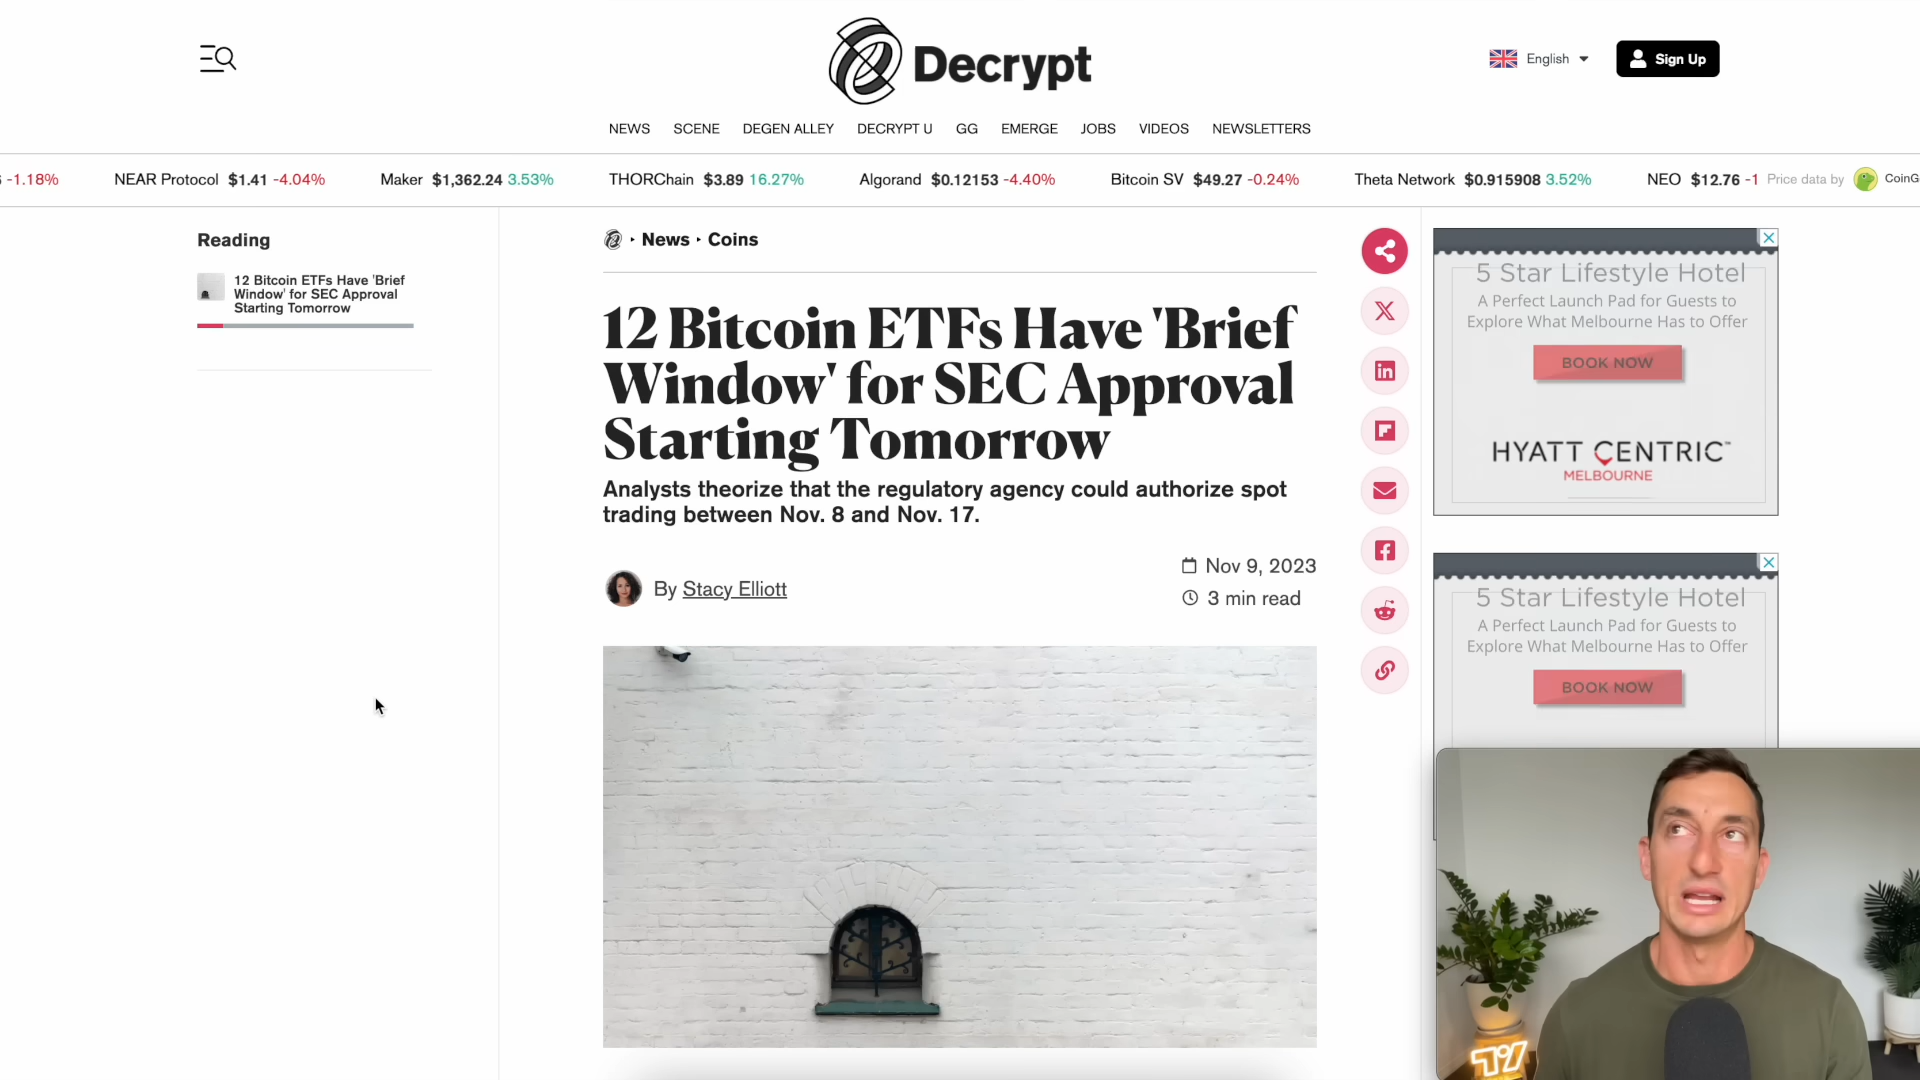 Decrypt
English
Sign Up
NEWS SCENE DEGEN ALLEY DECRYPT U GG EMERGE JOBS VIDEOS NEWSLETTERS
-1.18% NEAR Protocol $1.41 -4.04% Maker $1,362.24 3.53% THORChain $3.89 16.27% Algorand $0.12153 -4.40% Bitcoin SV $49.27 -0.24% Theta Network $0.915908 3.52% NEO $12.76 -1 Price data by CoinG
Reading
12 Bitcoin ETFs Have 'Brief
Window' for SEC Approval
Starting Tomorrow
News Coins
12 Bitcoin ETFs Have 'Brief
Window' for SEC Approval
Starting Tomorrow
Analysts theorize that the regulatory agency could authorize spot
trading between Nov. 8 and Nov. 17.
By Stacy Elliott
Nov 9, 2023
3 min read
5 Star Lifestyle Hotel
A Perfect Launch Pad for Guests to
Explore What Melbourne Has to Offer
BOOK NOW
HYATT CENTRIC™
MELBOURNE
5 Star Lifestyle Hotel
A Perfect Launch Pad for Guests to
Explore What Melbourne Has to Offer
BOOK NOW